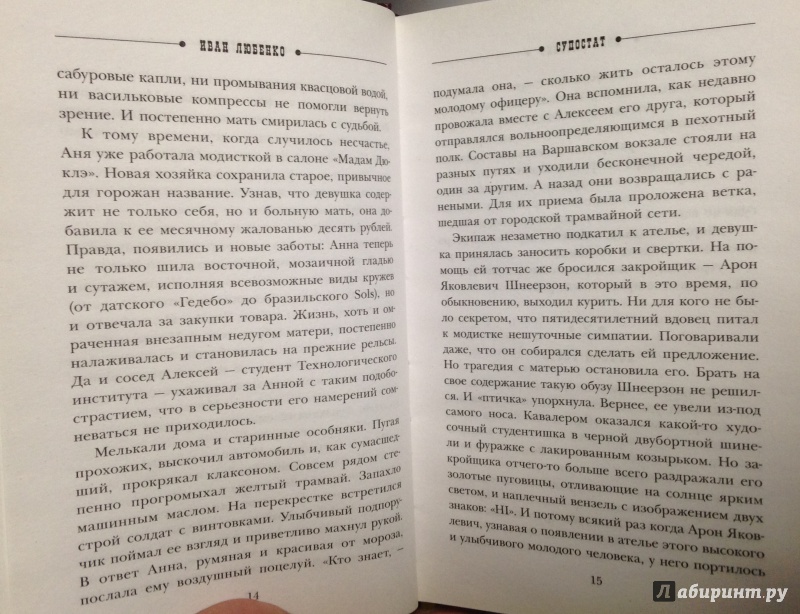 ИВАН ЛЮБЕНКО
сабуровые капли, ни промывания квасцовой водой,
ни васильковые компрессы не помогли вернуть
зрение. И постепенно мать смирилась с судьбой.
К тому времени, когда случилось несчастье,
Аня уже работала модисткой в салоне «Мадам Дю-
клэ». Новая хозяйка сохранила старое, привычное
для горожан название. Узнав, что девушка содер-
жит не только себя, но и больную мать, она до-
бавила к ее месячному жалованью десять рублей.
Правда, появились и новые заботы: Анна теперь
не только шила восточной, мозаичной гладью
и сутажем, исполняя всевозможные виды кружев
(от датского «Гедебо» до бразильского Sols), но
и отвечала за закупки товара. Жизнь, хоть и ом-
раченная внезапным недугом матери, постепенно
налаживалась и становилась на прежние рельсы.
Да и сосед Алексей — студент Технологического
института — ухаживал за Анной с таким подобо-
страстием, что в серьезности его намерений сом-
неваться не приходилось.
Мелькали дома и старинные особняки. Пугая
прохожих, выскочил автомобиль и, как сумасшед-
ший, прокрякал клаксоном. Совсем рядом сте-
пенно прогромыхал желтый трамвай. Запахло
машинным маслом. На перекрестке встретился
строй солдат с винтовками. Улыбчивый подпору-
чик поймал ее взгляд и приветливо махнул рукой.
В ответ Анна, румяная и красивая от мороза,
послала ему воздушный поцелуй. «Кто знает, —
14
СУПОСТАТ
подумала она, — сколько жить осталось этому
молодому офицеру». Она вспомнила, как недавно
провожала вместе с Алексеем его друга, который
отправлялся вольноопределяющимся в пехотный
полк. Составы на Варшавском вокзале стояли на
разных путях и уходили бесконечной чередой,
один за другим. А назад они возвращались с ра-
неными. Для их приема была проложена ветка,
шедшая от городской трамвайной сети.
Экипаж незаметно подкатил к ателье, и девуш-
ка принялась заносить коробки и свертки. На по-
мощь ей тотчас же бросился закройщик — Арон
Яковлевич Шнеерзон, который в это время, по
обыкновению, выходил курить. Ни для кого не бы-
ло секретом, что пятидесятилетний вдовец питал
к модистке нешуточные симпатии. Поговаривали
даже, что он собирался сделать ей предложение.
Но трагедия с матерью остановила его. Брать на
свое содержание такую обузу Шнеерзон не решил-
ся. И «птичка» упорхнула. Вернее, ее увели из-под
самого носа. Кавалером оказался какой-то худо-
сочный студентишка в черной двубортной шине-
ли и фуражке с лакированным козырьком. Но за-
кройщика отчего-то больше всего раздражали его
золотые пуговицы, отливающие на солнце ярким
светом, и наплечный вензель с изображением двух
знаков: «HI». И потому всякий раз когда Арон Яков-
левич, узнавая о появлении в ателье этого высокого
и улыбчивого молодого человека, у него портилось
15
Лабиринт.ру